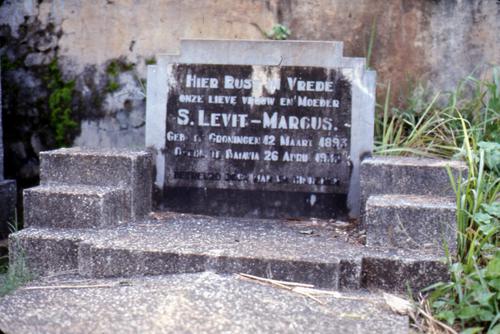 HIER RUST IN VREDE
ONZE LIEVE VROUW EN MOEDER
S. LEVIT-MARCUS.
GEB. TE GRONINGEN 12 MAART 1893
TE BATAVIA 26 APRIL